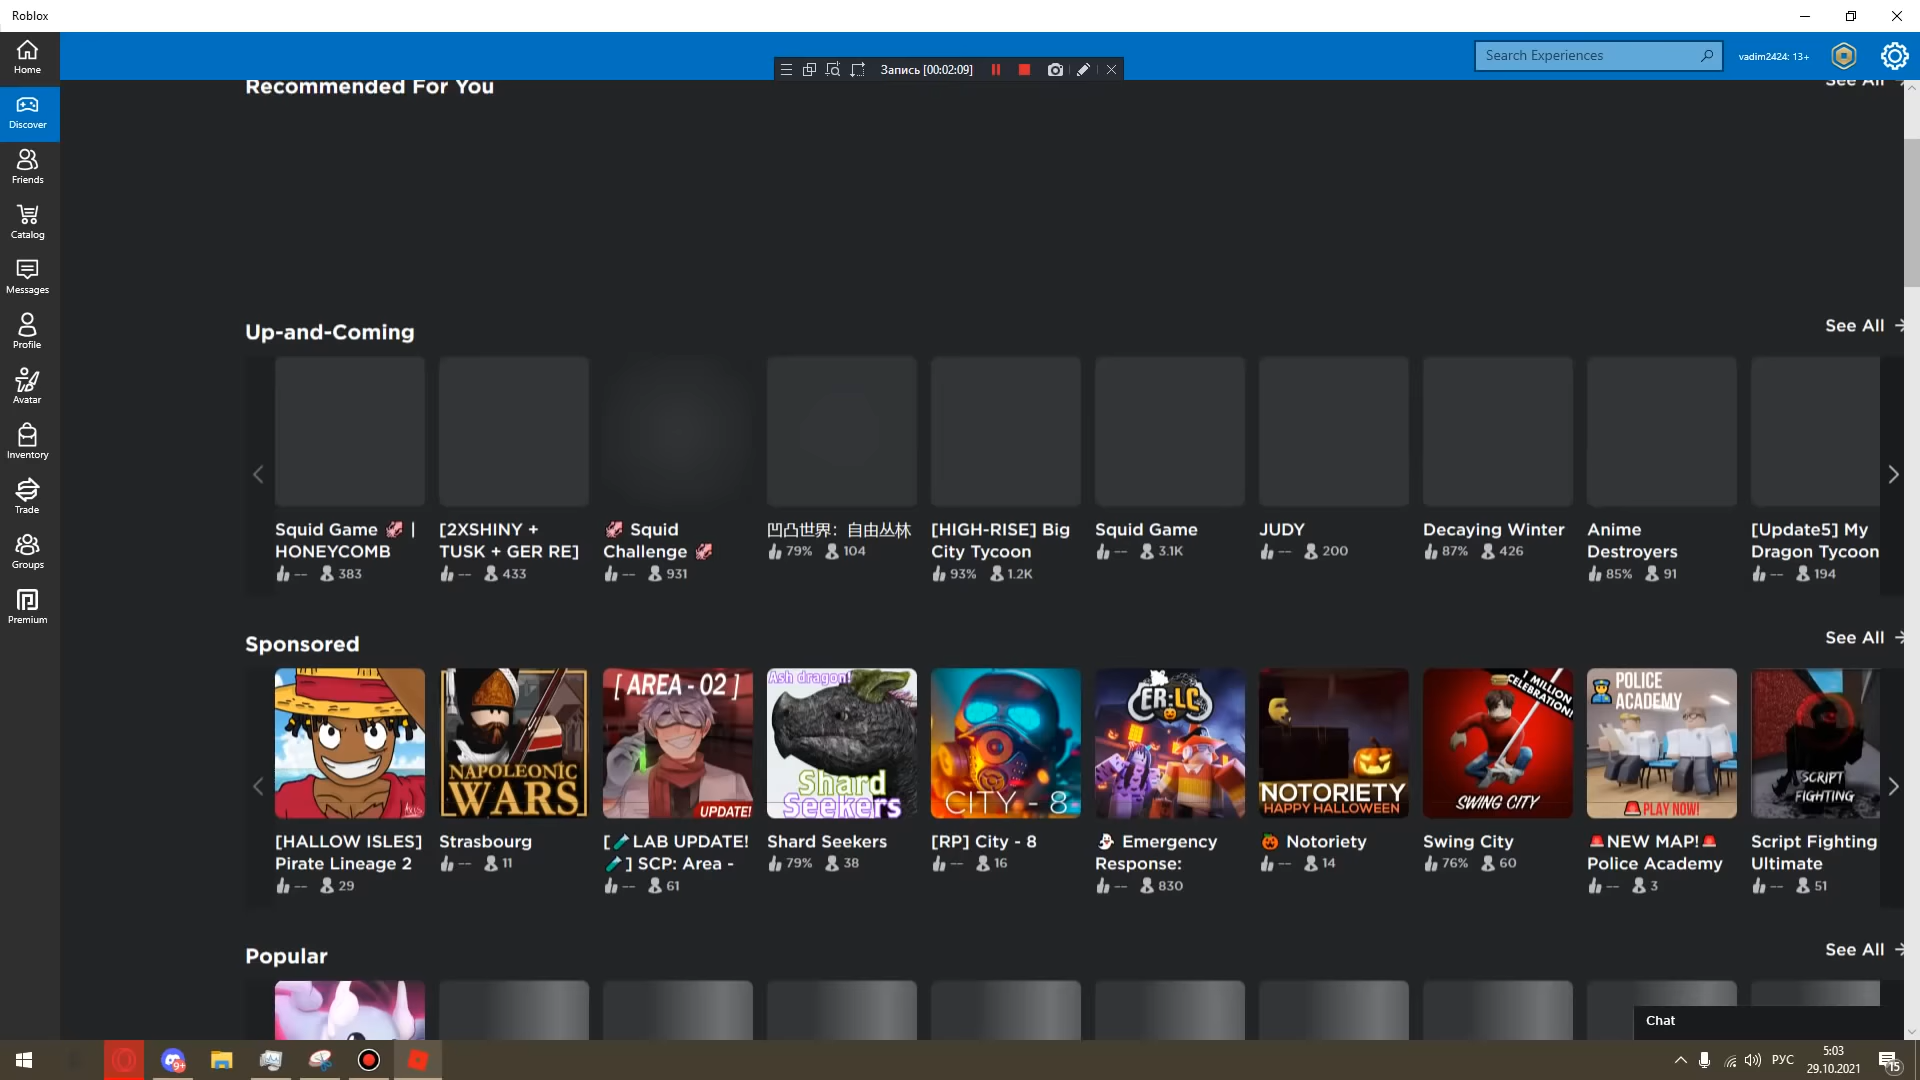 Roblox
Home
Search Experiences
vadim2424: 13+
Запись [00:02:09]
Recommended For You
See All
Discover
Friends
Catalog
Messages
Profile
Avatar
Inventory
Trade
Groups
Premium
Up-and-Coming
See All
Squid Game 🦑 |
HONEYCOMB
-- 383
[2XSHINY +
TUSK + GER RE]
-- 433
🦑 Squid
Challenge 🦑
-- 931
凹凸世界：自由丛林
79% 104
[HIGH-RISE] Big
City Tycoon
93% 1.2K
Squid Game
-- 3.1K
JUDY
-- 200
Decaying Winter
87% 426
Anime
Destroyers
85% 91
[Update5] My
Dragon Tycoon
-- 194
Sponsored
See All
NAPOLEONIC
WARS
[ AREA - 02 ]
UPDATE!
Ash dragon!
Shard
Seekers
CITY - 8
ER:LC
NOTORIETY
HAPPY HALLOWEEN
1 MILLION
CELEBRATION!
SWING CITY
POLICE
ACADEMY
PLAY NOW!
SCRIPT
FIGHTING
[HALLOW ISLES]
Pirate Lineage 2
-- 29
Strasbourg
-- 11
[🧪LAB UPDATE!
🧪] SCP: Area -
-- 61
Shard Seekers
79% 38
[RP] City - 8
-- 16
👻 Emergency
Response:
-- 830
🎃 Notoriety
-- 14
Swing City
76% 60
🚨NEW MAP!🚨
Police Academy
-- 3
Script Fighting
Ultimate
-- 51
Popular
See All
Chat
9+
РУС
5:03
29.10.2021
15